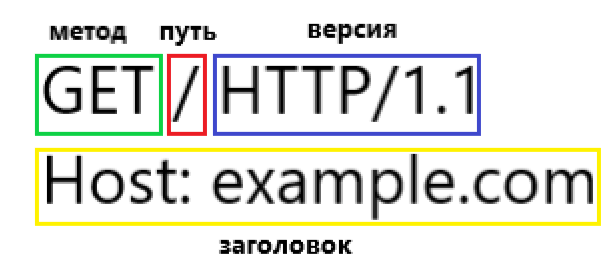 метод путь версия
GET / HTTP/1.1
Host: example.com
заголовок